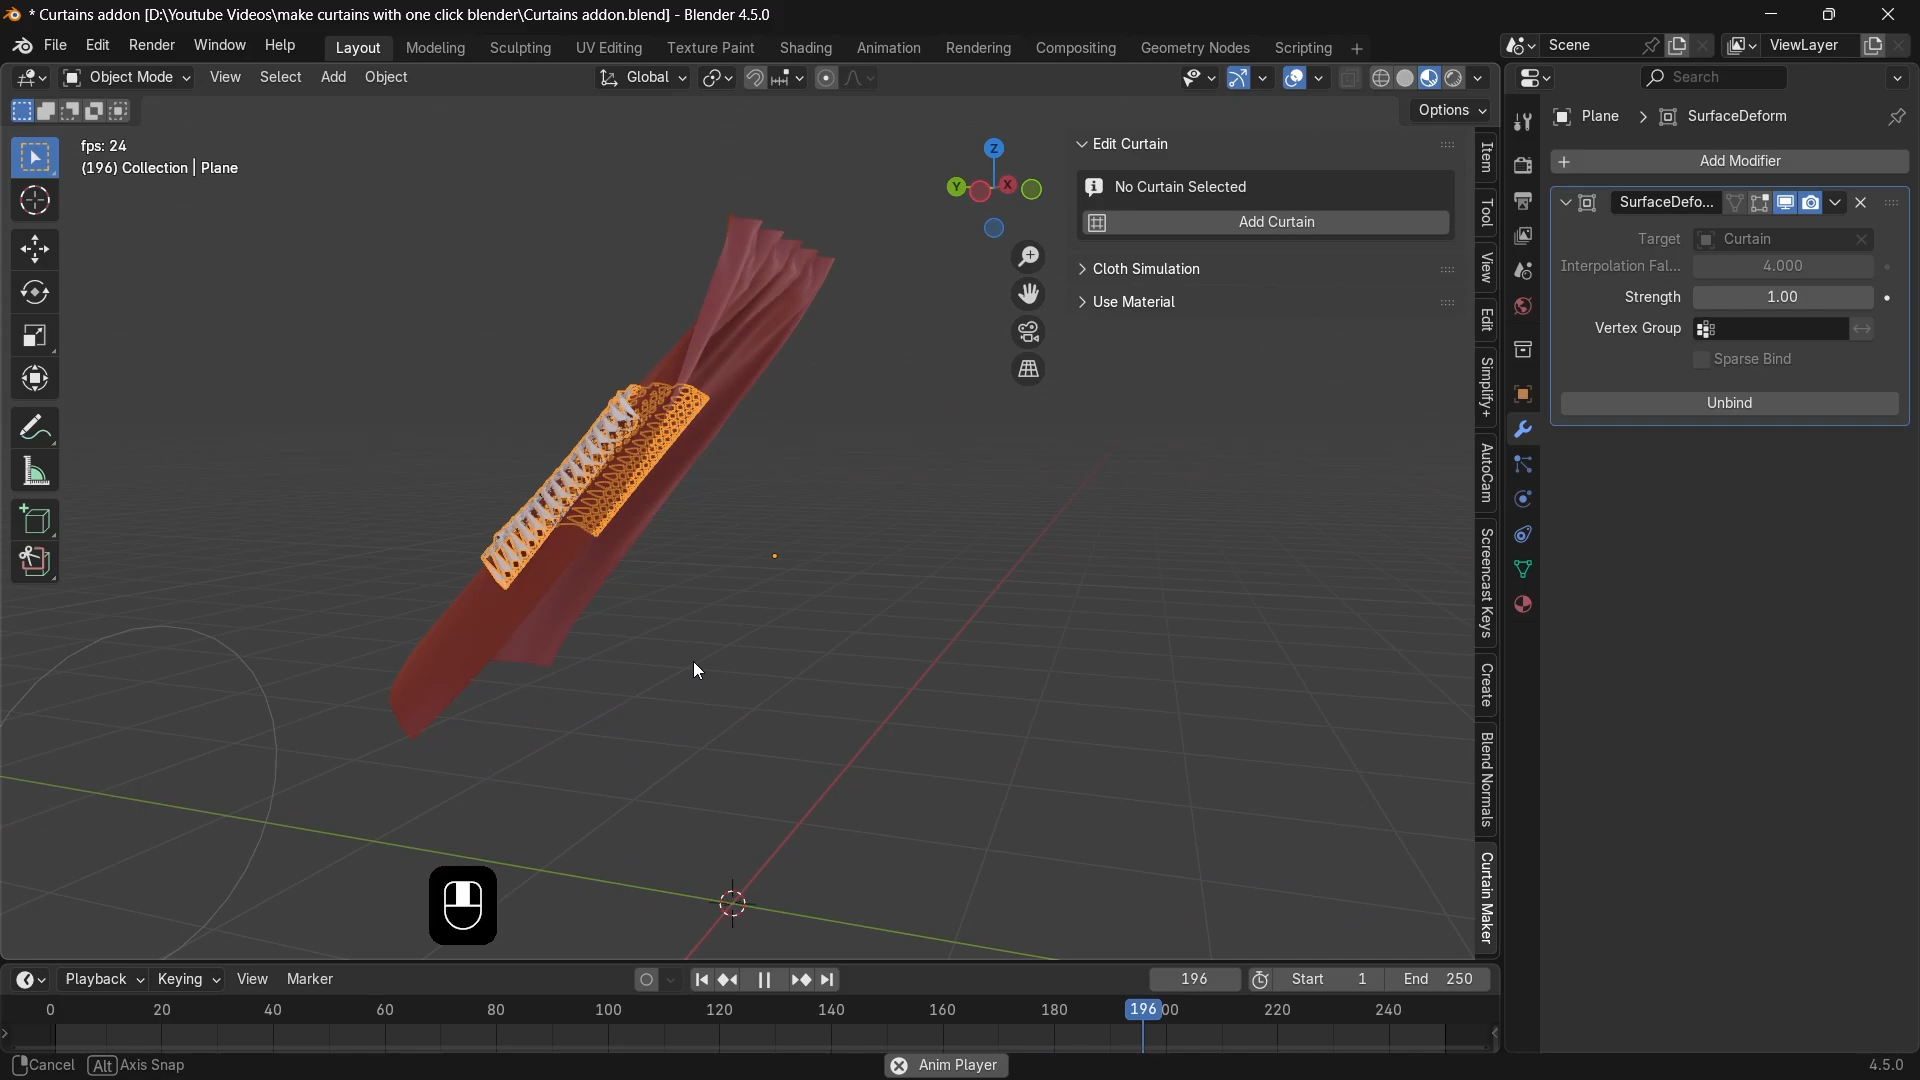 * Curtains addon [D:\Youtube Videos\make curtains with one click blender\Curtains addon.blend] - Blender 4.5.0
File Edit Render Window Help
Layout Modeling Sculpting UV Editing Texture Paint Shading Animation Rendering Compositing Geometry Nodes Scripting
Scene
ViewLayer
Object Mode View Select Add Object
Global
Search
Options
fps: 24
(196) Collection | Plane
Z
Y
X
Edit Curtain
No Curtain Selected
Add Curtain
Cloth Simulation
Use Material
Item
Tool
View
Edit
Simplify+
AutoCam
Screencast Keys
Create
Blend Normals
Curtain Maker
Plane > SurfaceDeform
Add Modifier
SurfaceDefo...
Target Curtain
Interpolation Fal... 4.000
Strength 1.00
Vertex Group
Sparse Bind
Unbind
Playback Keying View Marker
196
Start 1
End 250
0 20 40 60 80 100 120 140 160 180 196 00 220 240
Cancel Alt Axis Snap
Anim Player
4.5.0